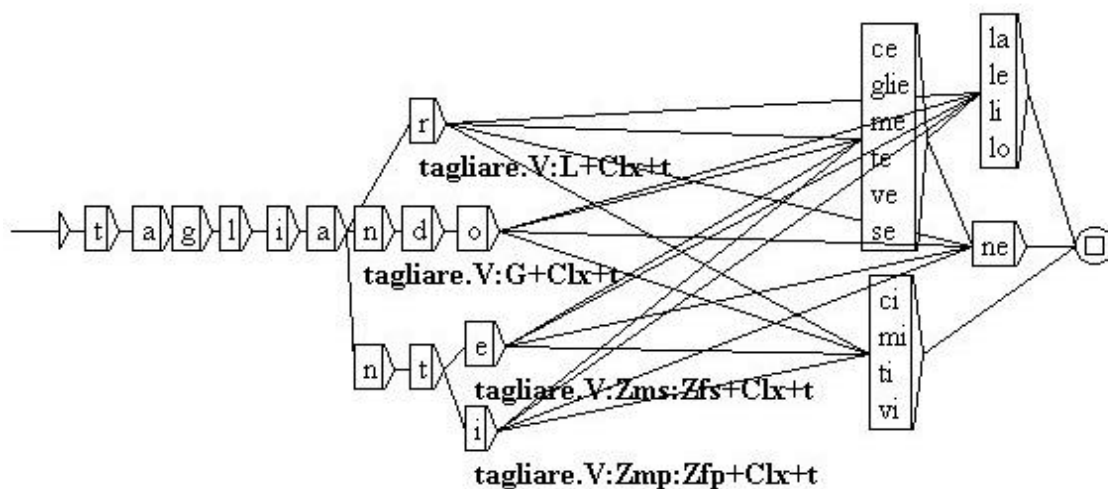 ce
glie
me
te
ve
se
la
le
li
lo
r
tagliare.V:L+Clx+t
t a g l i a n d o
ne
tagliare.V:G+Clx+t
ci
mi
ti
vi
n t e
tagliare.V:Zms:Zfs+Clx+t
i
tagliare.V:Zmp:Zfp+Clx+t